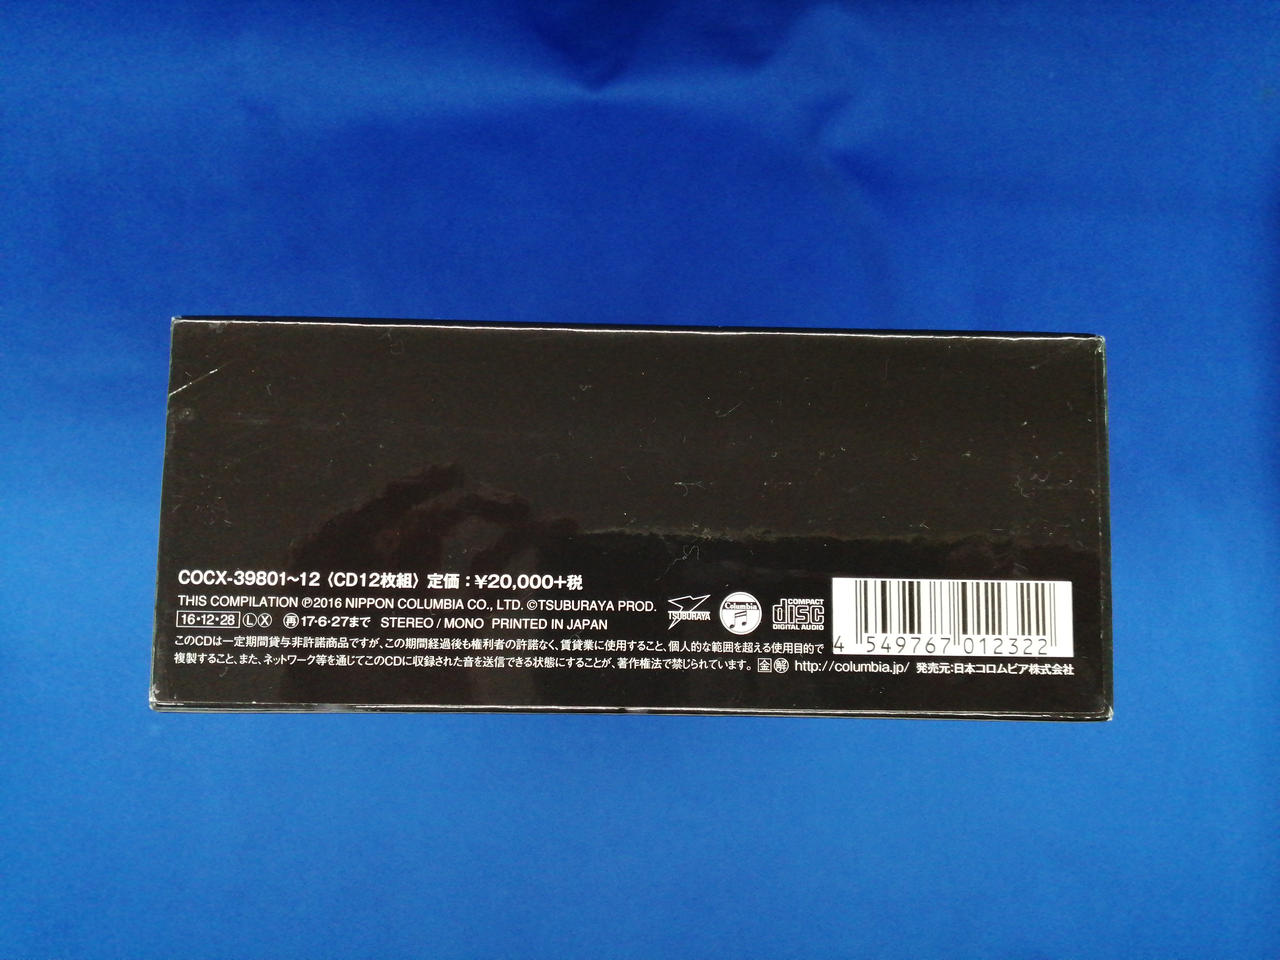 COCX-39801~12〈CD12枚組〉定価：¥20,000+税
THIS COMPILATION ℗2016 NIPPON COLUMBIA CO., LTD. ©TSUBURAYA PROD.
16・12・28 Ⓛ Ⓧ ㊢17・6・27まで STEREO / MONO PRINTED IN JAPAN
このCDは一定期間貸与非許諾商品ですが、この期間経過後も権利者の許諾なく、賃貸業に使用すること、個人的な範囲を超える使用目的で
複製すること、また、ネットワーク等を通じてこのCDに収録された音を送信できる状態にすることが、著作権法で禁じられています。 金 解 http://columbia.jp/ 発売元:日本コロムビア株式会社
TSUBURAYA
Columbia
COMPACT
disc
DIGITAL AUDIO
4 549767 012322